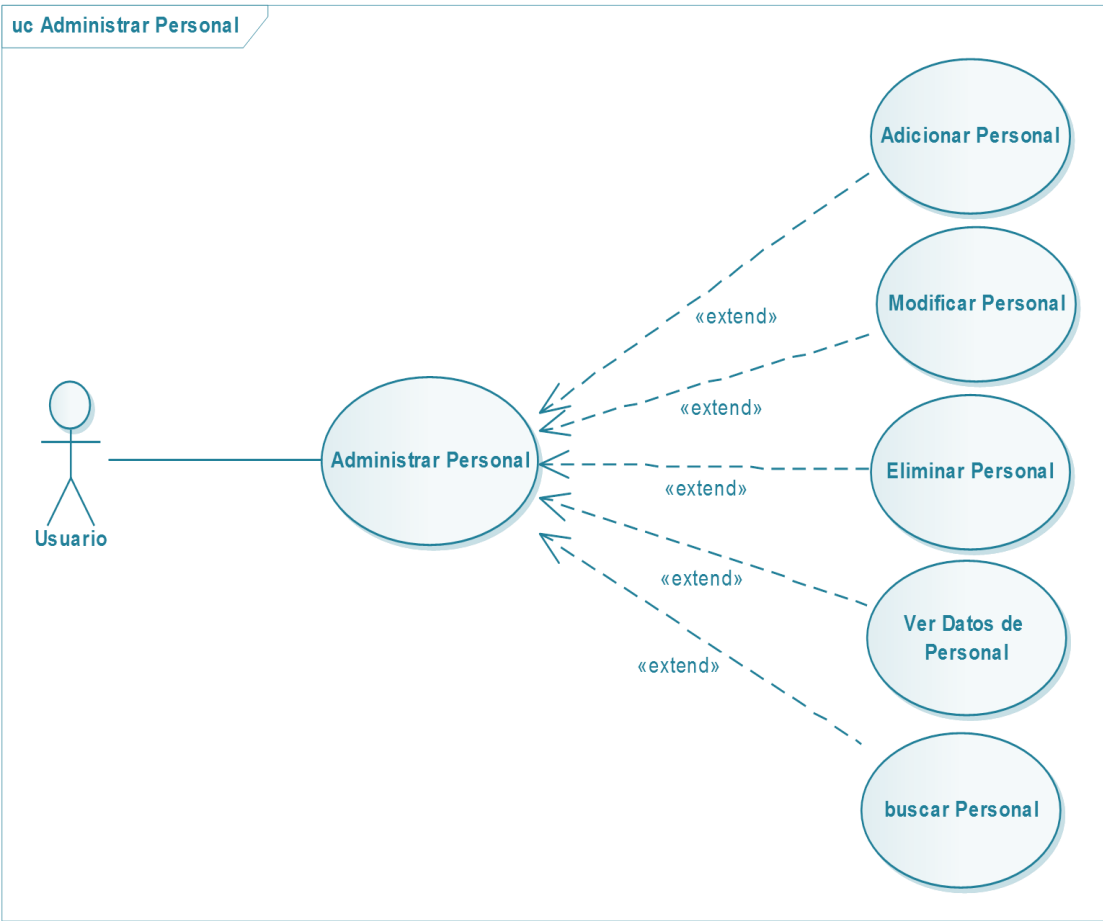 uc Administrar Personal
Adicionar Personal
Modificar Personal
«extend»
«extend»
Administrar Personal
Eliminar Personal
«extend»
Usuario
«extend»
Ver Datos de
Personal
«extend»
buscar Personal